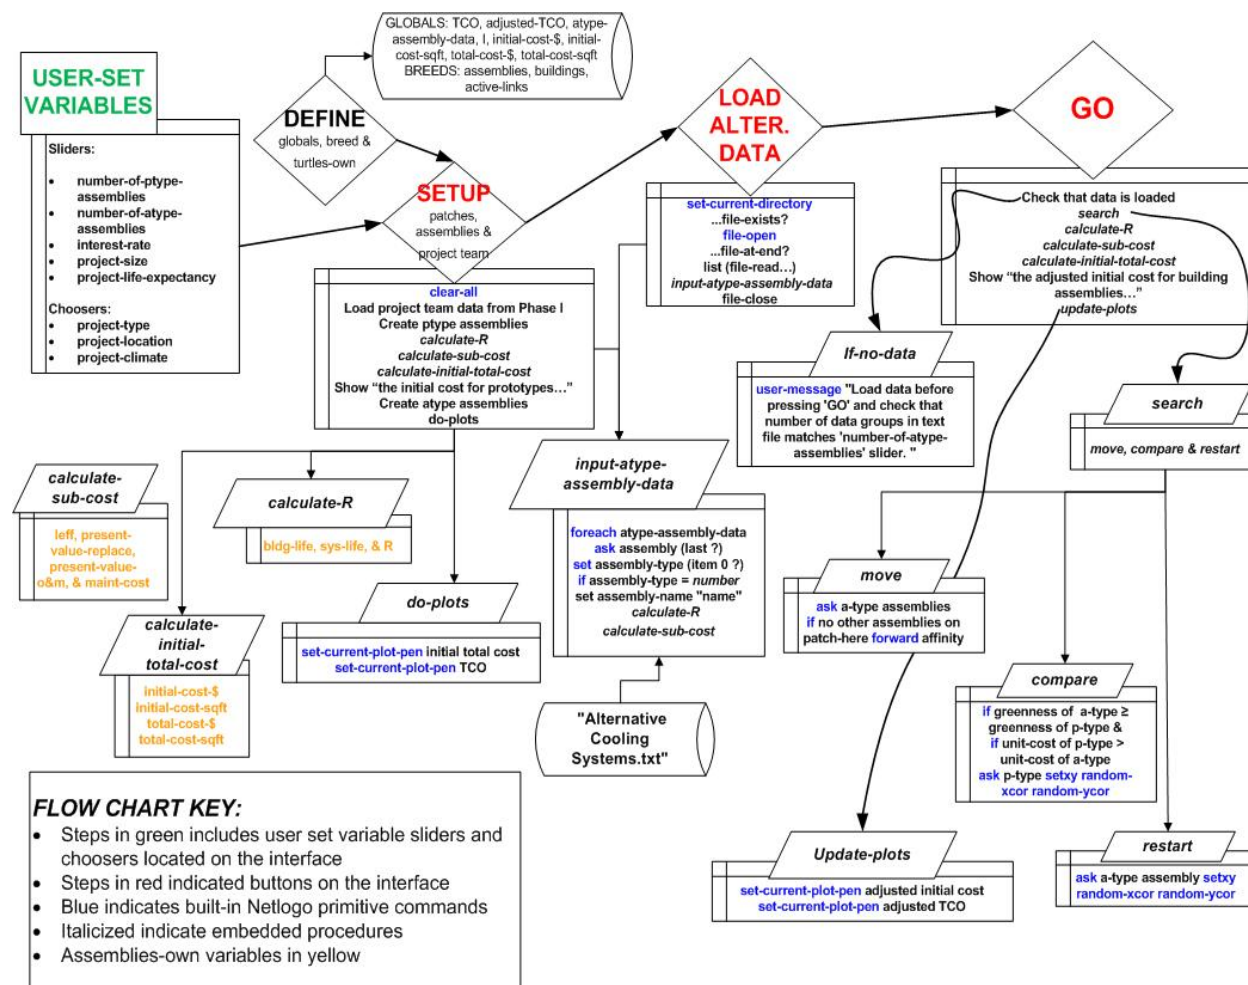 GLOBALS: TCO, adjusted-TCO, atype-
assembly-data, I, initial-cost-$, initial-
cost-sqft, total-cost-$, total-cost-sqft
BREEDS: assemblies, buildings,
active-links
USER-SET
VARIABLES
Sliders:
• number-of-ptype-
assemblies
• number-of-atype-
assemblies
• interest-rate
• project-size
• project-life-expectancy
Choosers:
• project-type
• project-location
• project-climate
DEFINE
globals, breed &
turtles-own
SETUP
patches,
assemblies &
project team
clear-all
Load project team data from Phase I
Create ptype assemblies
calculate-R
calculate-sub-cost
calculate-initial-total-cost
Show “the initial cost for prototypes…”
Create atype assemblies
do-plots
LOAD
ALTER.
DATA
set-current-directory
...file-exists?
file-open
...file-at-end?
list (file-read…)
input-atype-assembly-data
file-close
GO
Check that data is loaded
search
calculate-R
calculate-sub-cost
calculate-initial-total-cost
Show “the adjusted initial cost for building
assemblies…”
update-plots
If-no-data
user-message "Load data before
pressing 'GO' and check that
number of data groups in text
file matches 'number-of-atype-
assemblies' slider. "
search
move, compare & restart
calculate-
sub-cost
Ieff, present-
value-replace,
present-value-
o&m, & maint-cost
calculate-R
bldg-life, sys-life, & R
input-atype-
assembly-data
foreach atype-assembly-data
ask assembly (last ?)
set assembly-type (item 0 ?)
if assembly-type = number
set assembly-name "name"
calculate-R
calculate-sub-cost
do-plots
set-current-plot-pen initial total cost
set-current-plot-pen TCO
calculate-
initial-
total-cost
initial-cost-$
initial-cost-sqft
total-cost-$
total-cost-sqft
move
ask a-type assemblies
if no other assemblies on
patch-here forward affinity
compare
if greenness of a-type ≥
greenness of p-type &
if unit-cost of p-type >
unit-cost of a-type
ask p-type setxy random-
xcor random-ycor
"Alternative
Cooling
Systems.txt"
Update-plots
set-current-plot-pen adjusted initial cost
set-current-plot-pen adjusted TCO
restart
ask a-type assembly setxy
random-xcor random-ycor
FLOW CHART KEY:
• Steps in green includes user set variable sliders and
choosers located on the interface
• Steps in red indicated buttons on the interface
• Blue indicates built-in Netlogo primitive commands
• Italicized indicate embedded procedures
• Assemblies-own variables in yellow